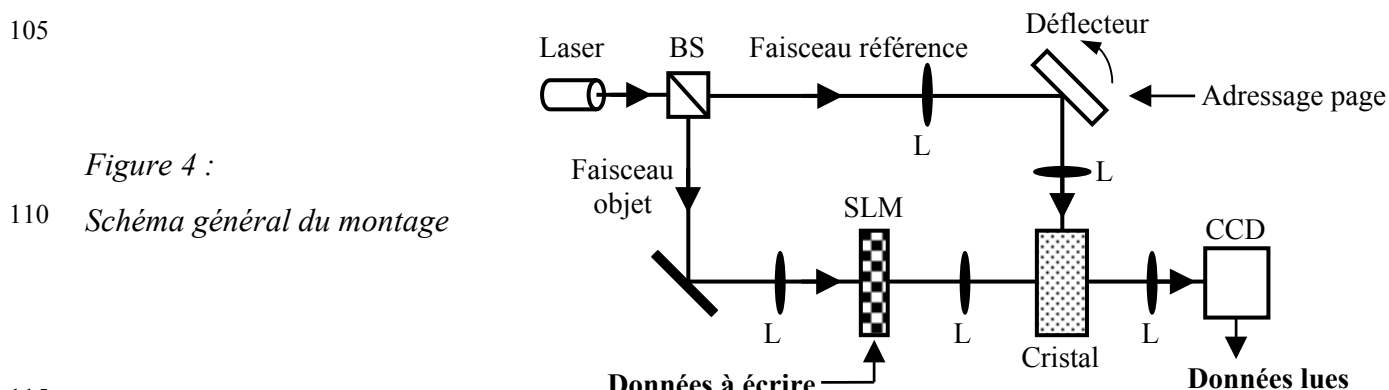 105
Déflecteur
Laser
BS
Faisceau référence
Adressage page
L
L
Figure 4 :
Faisceau
objet
110
Schéma général du montage
SLM
CCD
L
L
L
Cristal
Données à écrire
Données lues